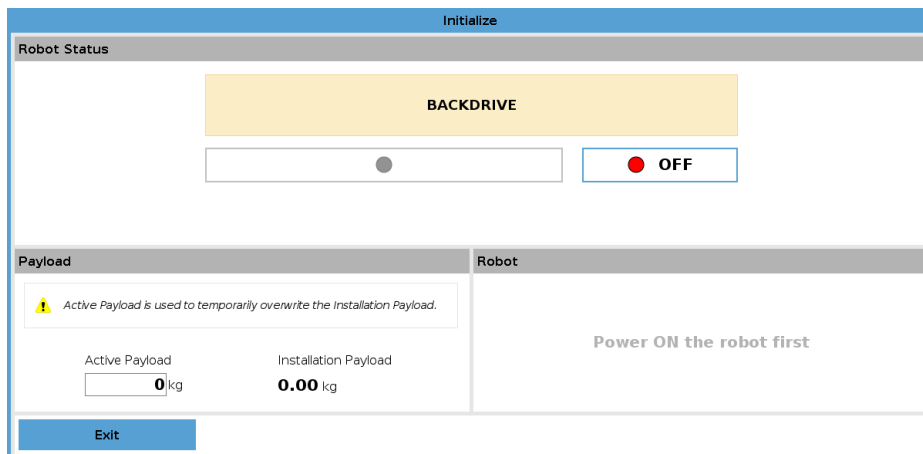 Initialize
Robot Status
BACKDRIVE
OFF
Payload
Robot
Active Payload is used to temporarily overwrite the Installation Payload.
Power ON the robot first
Active Payload
Installation Payload
0 kg
0.00 kg
Exit